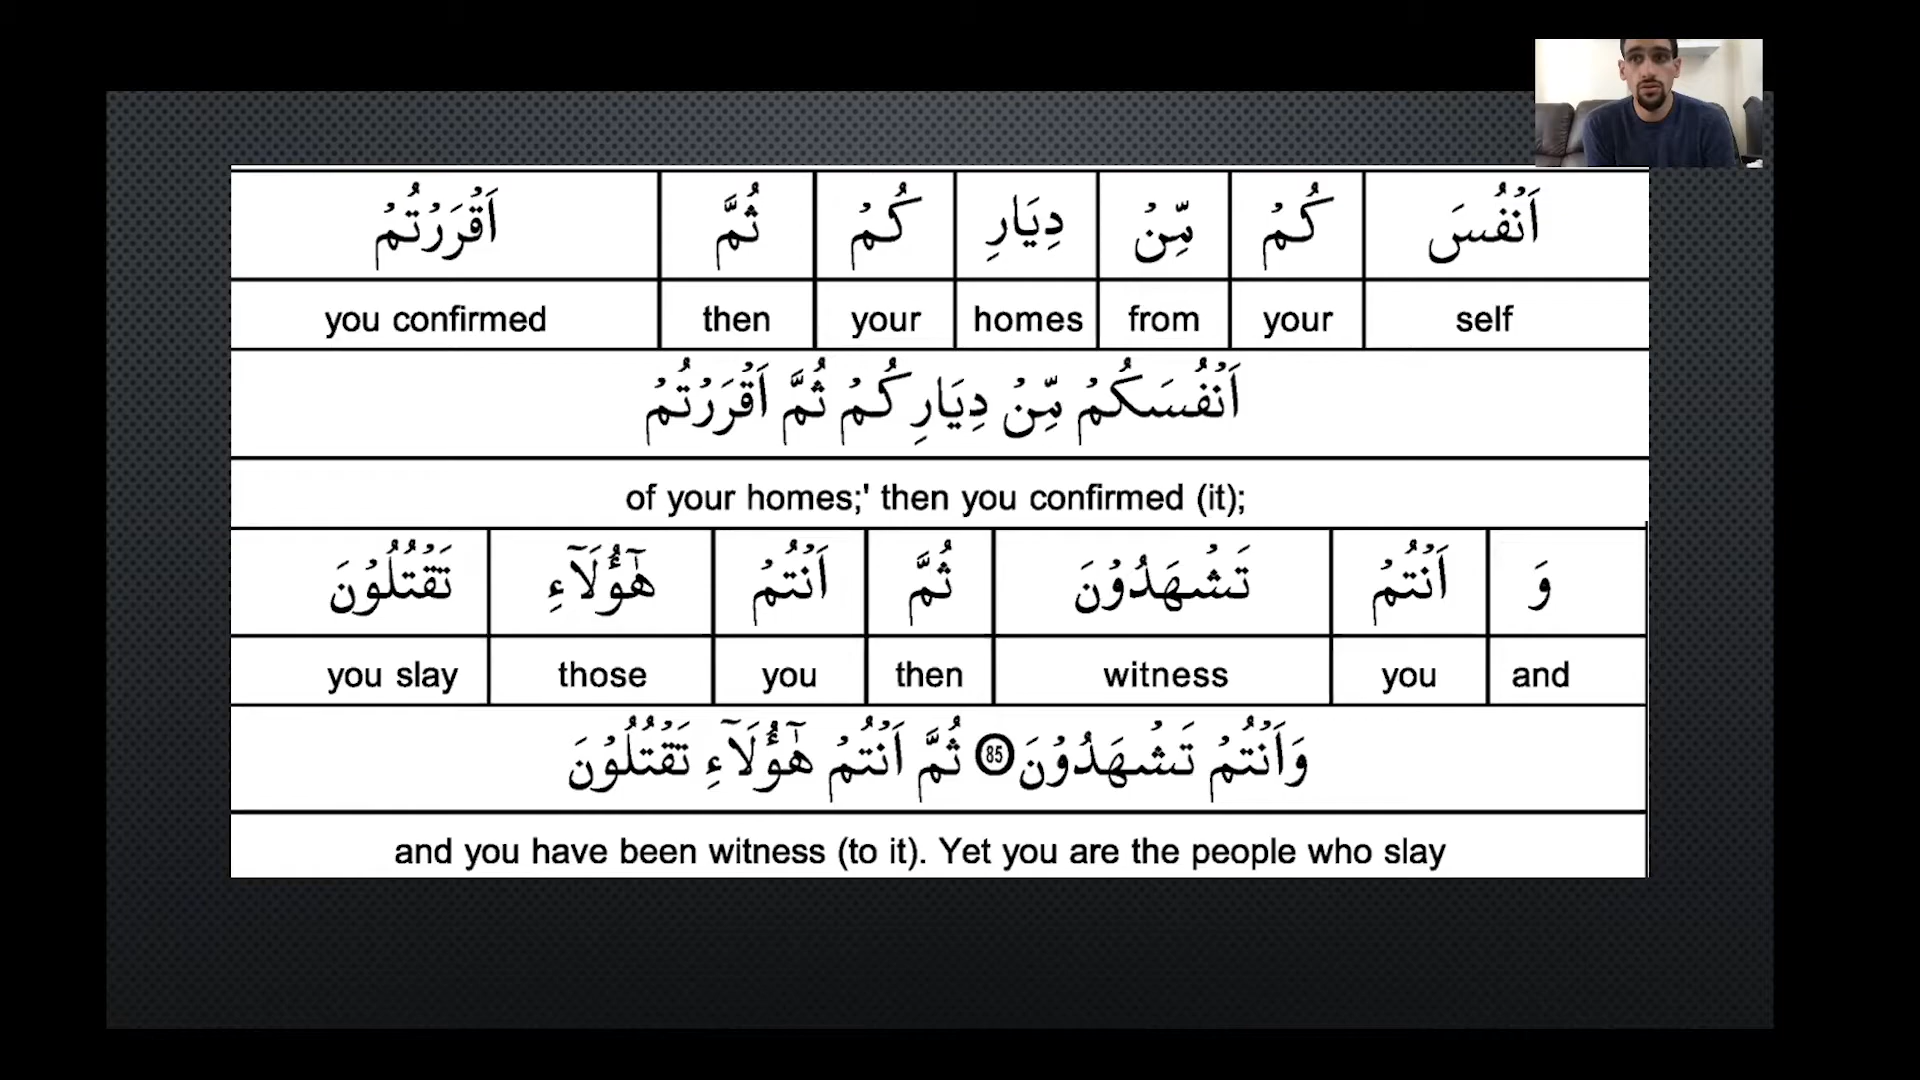 اَنۡفُسَ كُمۡ مِّنۡ دِيَارِ كُمۡ ثُمَّ اَقۡرَرۡتُمۡ
self your from homes your then you confirmed
اَنۡفُسَكُمۡ مِّنۡ دِيَارِكُمۡ ثُمَّ اَقۡرَرۡتُمۡ
of your homes;' then you confirmed (it);
وَ اَنۡتُمۡ تَشۡهَدُوۡنَ ثُمَّ اَنۡتُمۡ هٰٓؤُلَآءِ تَقۡتُلُوۡنَ
and you witness then you those you slay
وَاَنۡتُمۡ تَشۡهَدُوۡنَ 85 ثُمَّ اَنۡتُمۡ هٰٓؤُلَآءِ تَقۡتُلُوۡنَ
and you have been witness (to it). Yet you are the people who slay